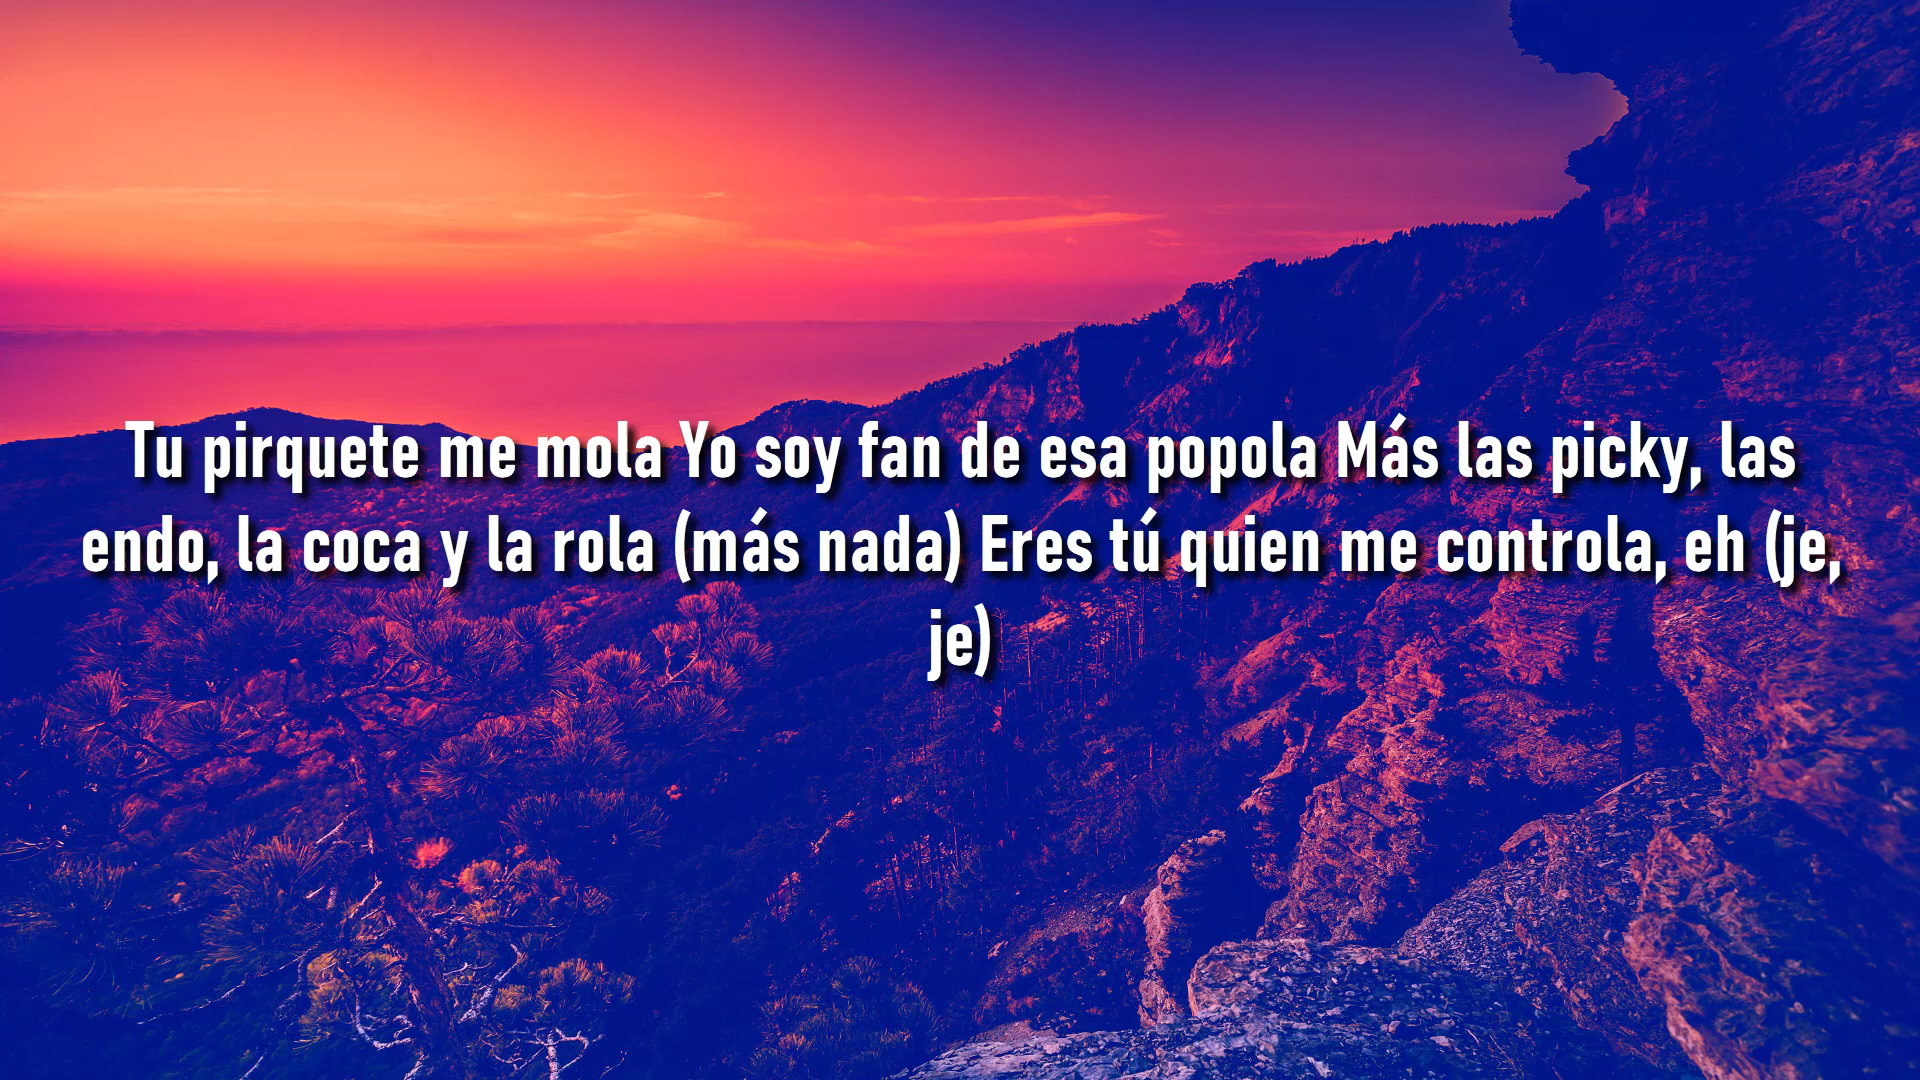 Tu pirquete me mola Yo soy fan de esa popola Más las picky, las
endo, la coca y la rola (más nada) Eres tú quien me controla, eh (je,
je)